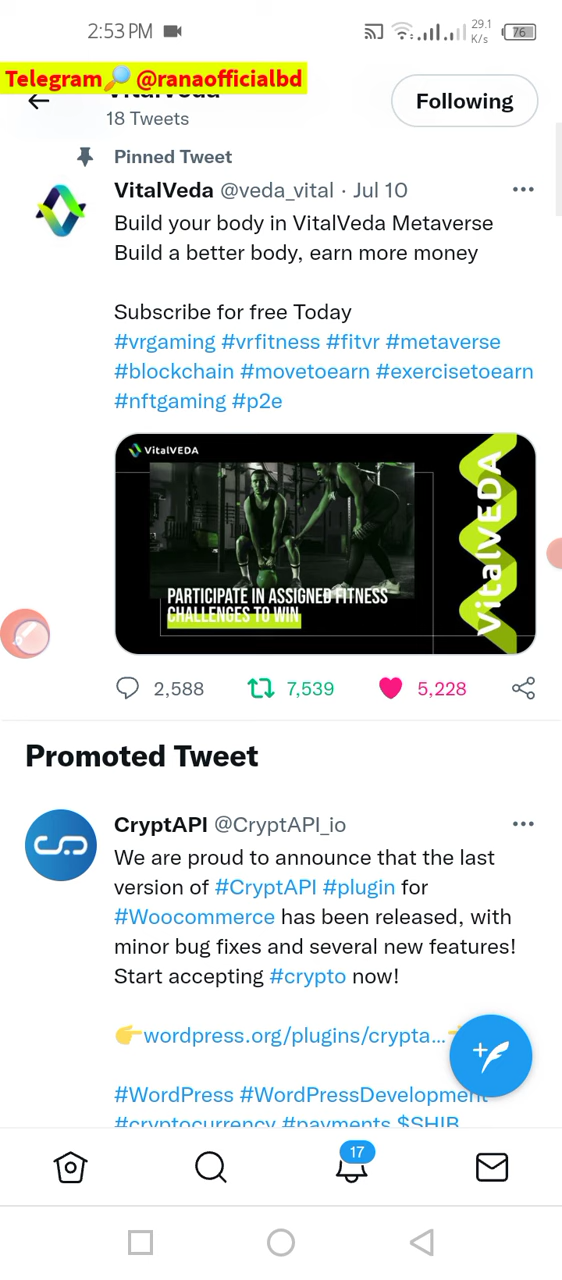 2:53 PM
29.1
K/s
76
Telegram🔎 @ranaofficialbd
VitalVeda
18 Tweets
Following
Pinned Tweet
VitalVeda @veda_vital · Jul 10
Build your body in VitalVeda Metaverse
Build a better body, earn more money
Subscribe for free Today
#vrgaming #vrfitness #fitvr #metaverse
#blockchain #movetoearn #exercisetoearn
#nftgaming #p2e
VitalVEDA
PARTICIPATE IN ASSIGNED FITNESS
CHALLENGES TO WIN
VitalVEDA
2,588 7,539 5,228
Promoted Tweet
CryptAPI @CryptAPI_io
We are proud to announce that the last
version of #CryptAPI #plugin for
#Woocommerce has been released, with
minor bug fixes and several new features!
Start accepting #crypto now!
👉wordpress.org/plugins/crypta...
#WordPress #WordPressDevelopment
#cryptocurrency #payments $SHIB
17